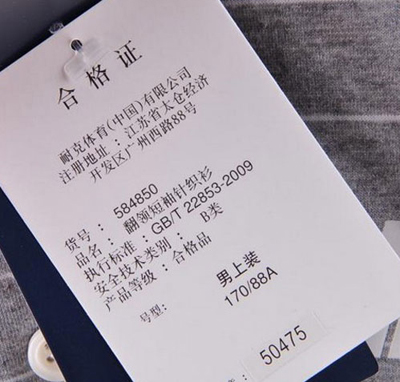 合格证
耐克体育(中国)有限公司
注册地址：江苏省太仓经济
开发区广州西路88号
货号：584850
品名：翻领短袖针织衫
执行标准：GB/T 22853-2009
安全技术类别：B类
产品等级：合格品
号型：男上装
170/88A
50475